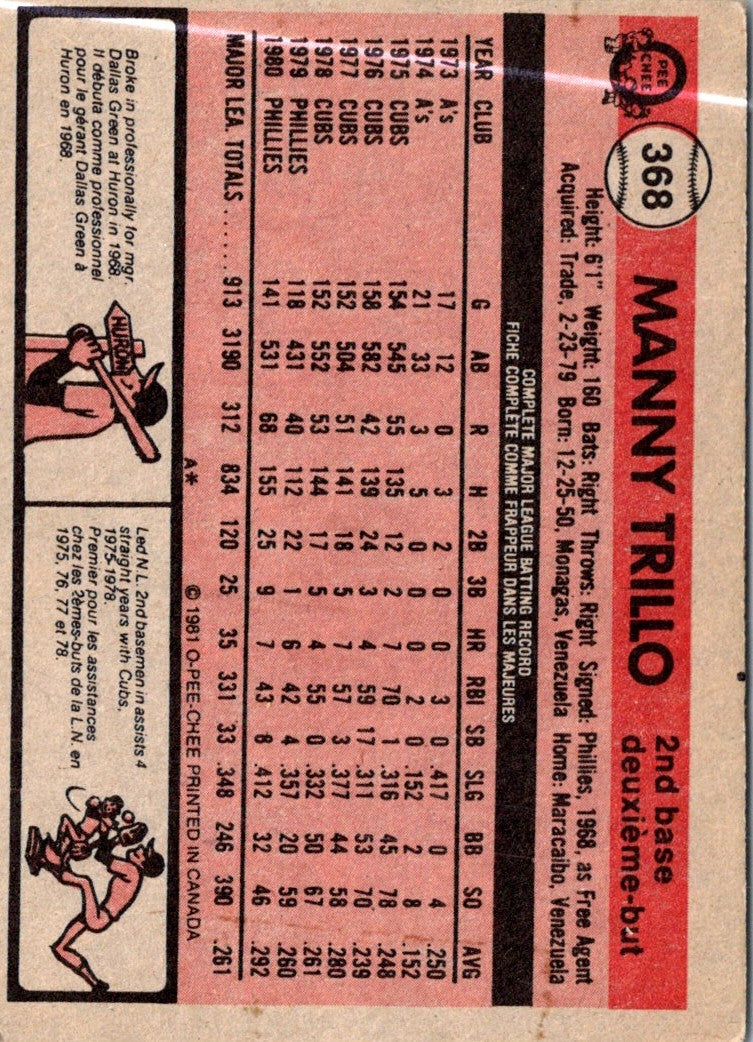 O
PEE
CHEE
368
MANNY TRILLO
2nd base
deuxième-but
Height: 6'1" Weight: 160 Bats: Right Throws: Right Signed: Phillies, 1968, as Free Agent
Acquired: Trade, 2-23-79 Born: 12-25-50, Monagas, Venezuela Home: Maracaibo, Venezuela
COMPLETE MAJOR LEAGUE BATTING RECORD
FICHE COMPLÈTE COMME FRAPPEUR DANS LES MAJEURES
YEAR CLUB G AB R H 2B 3B HR RBI SB SLG BB SO AVG
1973 A's 17 12 0 3 2 0 0 3 0 .417 0 4 .250
1974 A's 21 33 3 5 0 0 0 2 0 .152 2 8 .152
1975 CUBS 154 545 55 135 12 2 7 70 1 .316 45 78 .248
1976 CUBS 158 582 42 139 24 3 4 59 17 .311 53 70 .239
1977 CUBS 152 504 51 141 18 5 7 57 3 .377 44 58 .280
1978 CUBS 152 552 53 144 17 5 4 55 0 .332 50 67 .261
1979 PHILLIES 118 431 40 112 22 1 6 42 4 .357 20 59 .260
1980 PHILLIES 141 531 68 155 25 9 7 43 8 .412 32 46 .292
MAJOR LEA. TOTALS ...... 913 3190 312 834 120 25 35 331 33 .348 246 390 .261
A* © 1981 O-PEE-CHEE PRINTED IN CANADA
Broke in professionally for mgr.
Dallas Green at Huron in 1968.
Il débuta comme professionnel
pour le gérant Dallas Green à
Huron en 1968.
HURON
Led N.L. 2nd basemen in assists 4
straight years with Cubs,
1975-1978.
Premier pour les assistances
chez les 2èmes-buts de la L.N. en
1975, 76, 77 et 78.